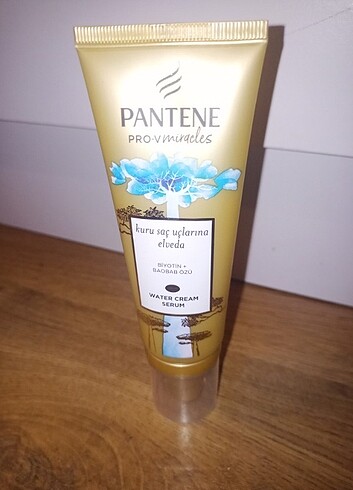 PANTENE
PRO-V miracles
kuru saç uçlarına
elveda
BİYOTİN +
BAOBAB ÖZÜ
WATER CREAM
SERUM